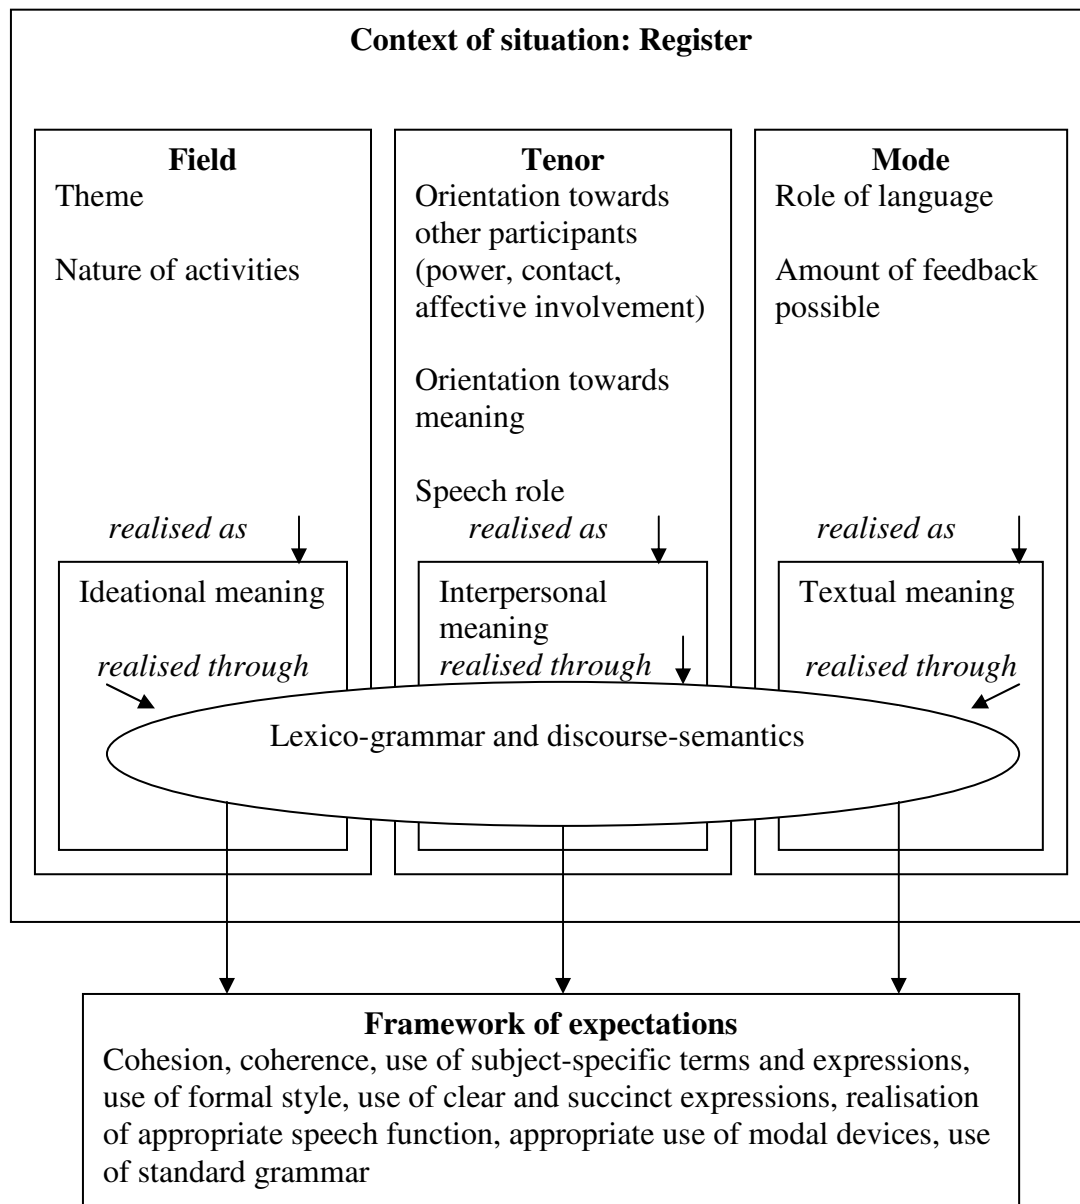 Context of situation: Register
Field
Theme
Nature of activities
realised as
Ideational meaning
realised through
Tenor
Orientation towards
other participants
(power, contact,
affective involvement)
Orientation towards
meaning
Speech role
realised as
Interpersonal
meaning
realised through
Mode
Role of language
Amount of feedback
possible
realised as
Textual meaning
realised through
Lexico-grammar and discourse-semantics
Framework of expectations
Cohesion, coherence, use of subject-specific terms and expressions,
use of formal style, use of clear and succinct expressions, realisation
of appropriate speech function, appropriate use of modal devices, use
of standard grammar